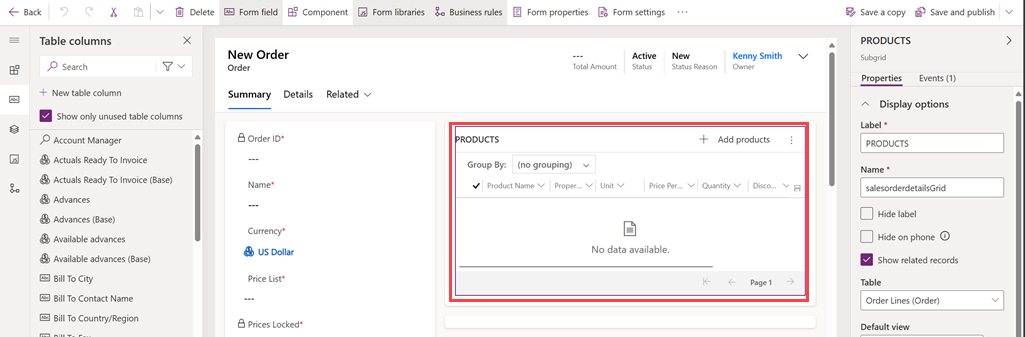 Back Delete Form field Component Form libraries Business rules Form properties Form settings ··· Save a copy Save and publish
Table columns
Search
New table column
Show only unused table columns
Account Manager
Actuals Ready To Invoice
Actuals Ready To Invoice (Base)
Advances
Advances (Base)
Available advances
Available advances (Base)
Abc Bill To City
Abc Bill To Contact Name
Abc Bill To Country/Region
New Order
Order
---
Total Amount
Active
Status
New
Status Reason
Kenny Smith
Owner
Summary Details Related
Order ID*
---
Name*
---
Currency*
US Dollar
Price List*
---
Prices Locked*
PRODUCTS
Add products
Group By: (no grouping)
Product Name Proper... Unit Price Per... Quantity Disco...
No data available.
Page 1
PRODUCTS
Subgrid
Properties Events (1)
Display options
Label *
PRODUCTS
Name *
salesorderdetailsGrid
Hide label
Hide on phone
Show related records
Table
Order Lines (Order)
Default view